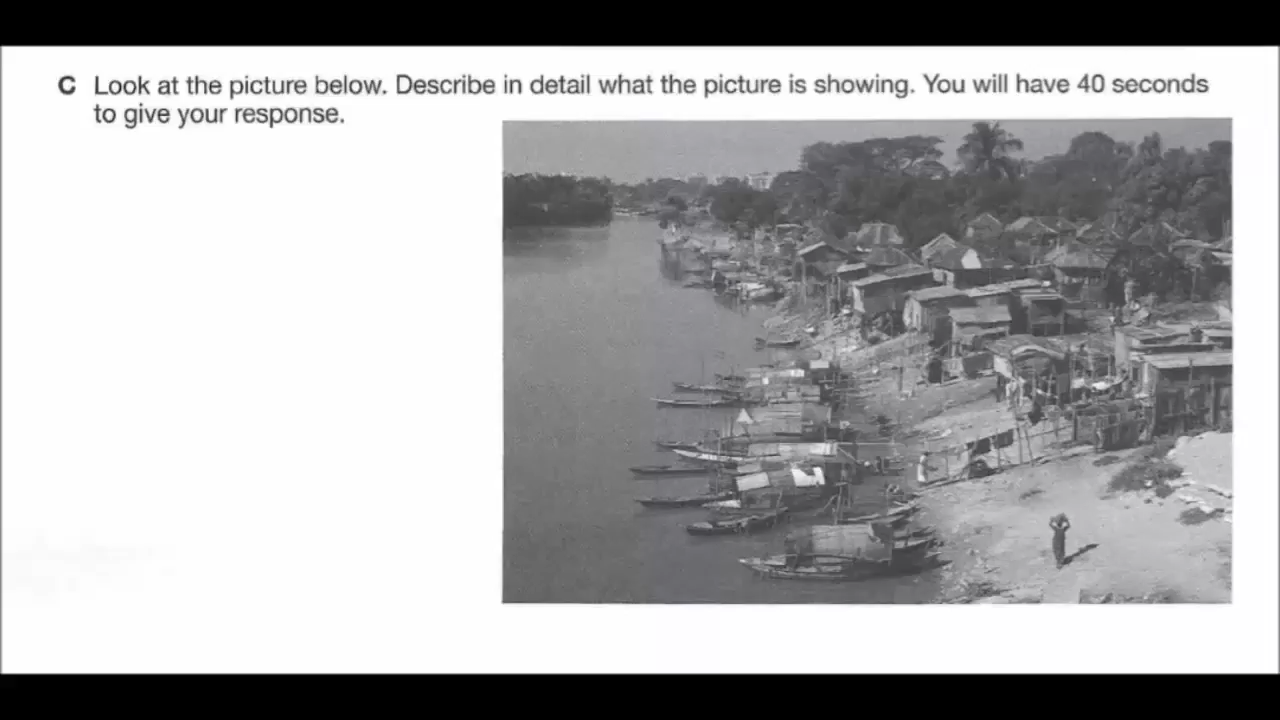 C Look at the picture below. Describe in detail what the picture is showing. You will have 40 seconds
to give your response.